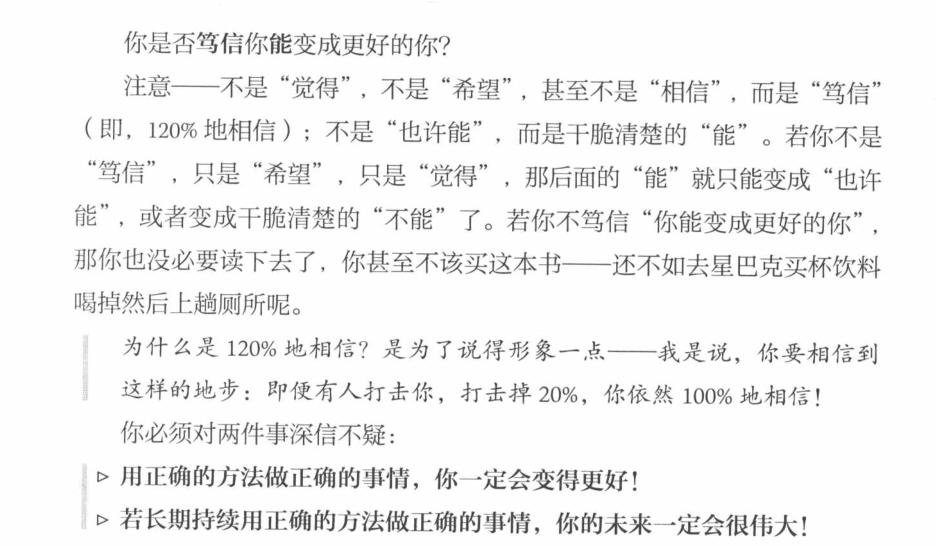 你是否笃信你能变成更好的你？
注意——不是“觉得”，不是“希望”，甚至不是“相信”，而是“笃信”
（即，120% 地相信）；不是“也许能”，而是干脆清楚的“能”。若你不是
“笃信”，只是“希望”，只是“觉得”，那后面的“能”就只能变成“也许
能”，或者变成干脆清楚的“不能”了。若你不笃信“你能变成更好的你”，
那你也没必要读下去了，你甚至不该买这本书——还不如去星巴克买杯饮料
喝掉然后上趟厕所呢。
为什么是 120% 地相信？是为了说得形象一点——我是说，你要相信到
这样的地步：即便有人打击你，打击掉 20%，你依然 100% 地相信！
你必须对两件事深信不疑：
▷ 用正确的方法做正确的事情，你一定会变得更好！
▷ 若长期持续用正确的方法做正确的事情，你的未来一定会很伟大！